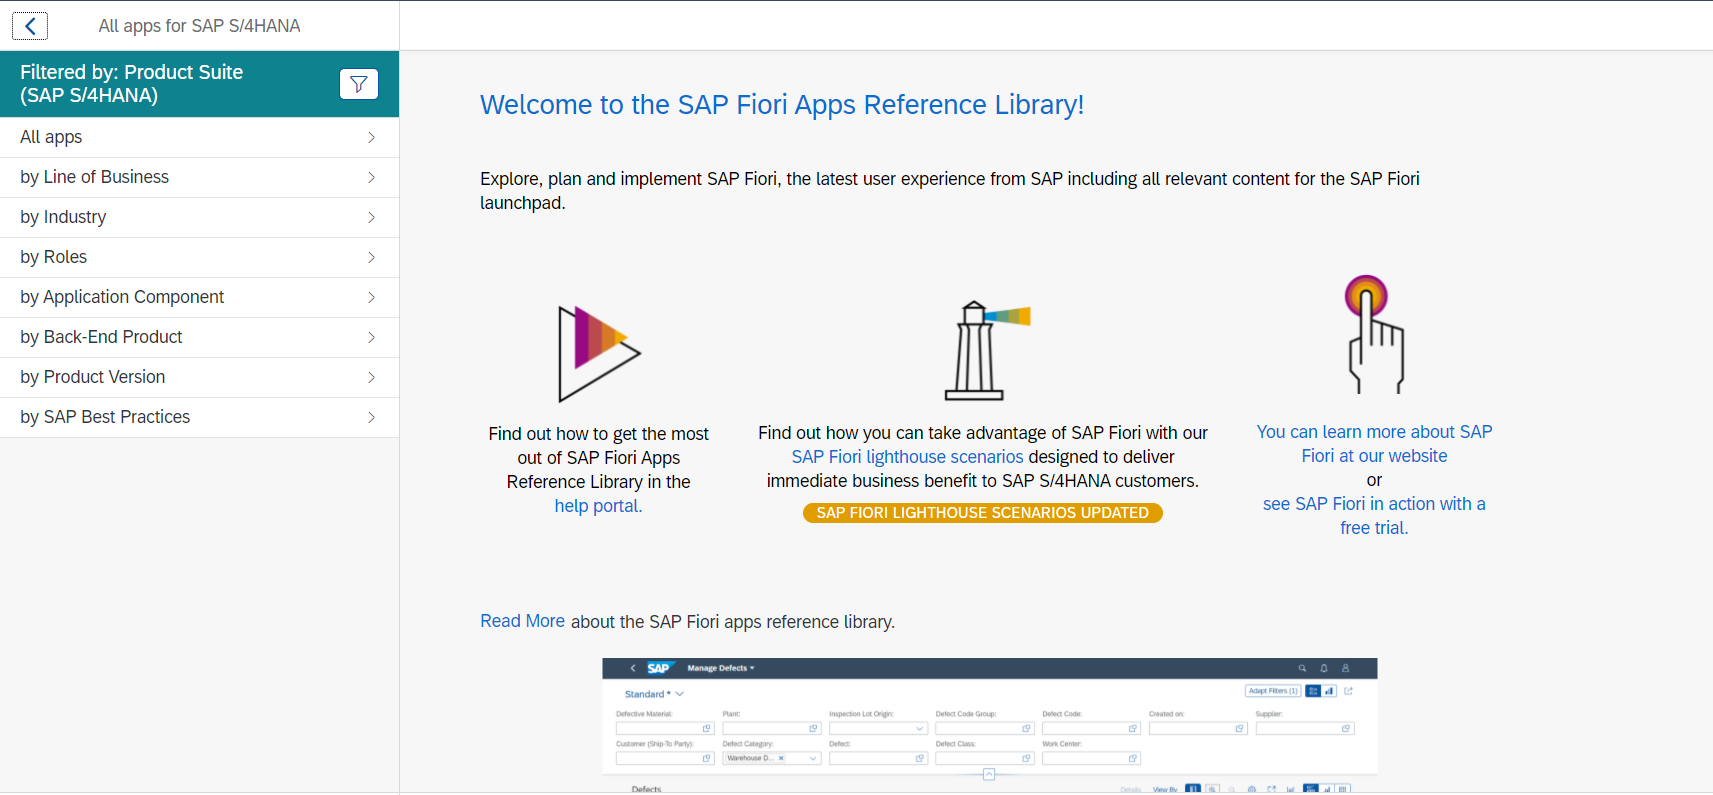 All apps for SAP S/4HANA
Filtered by: Product Suite
(SAP S/4HANA)
All apps
by Line of Business
by Industry
by Roles
by Application Component
by Back-End Product
by Product Version
by SAP Best Practices
Welcome to the SAP Fiori Apps Reference Library!
Explore, plan and implement SAP Fiori, the latest user experience from SAP including all relevant content for the SAP Fiori
launchpad.
Find out how to get the most
out of SAP Fiori Apps
Reference Library in the
help portal.
Find out how you can take advantage of SAP Fiori with our
SAP Fiori lighthouse scenarios designed to deliver
immediate business benefit to SAP S/4HANA customers.
SAP FIORI LIGHTHOUSE SCENARIOS UPDATED
You can learn more about SAP
Fiori at our website
or
see SAP Fiori in action with a
free trial.
Read More about the SAP Fiori apps reference library.
SAP Manage Defects
Standard *
Adapt Filters (1)
Defective Material: Plant: Inspection Lot Origin: Defect Code Group: Defect Code: Created on: Supplier:
Customer (Ship-To Party): Defect Category: Defect: Defect Class: Work Center:
Warehouse D...
Defects Details View By